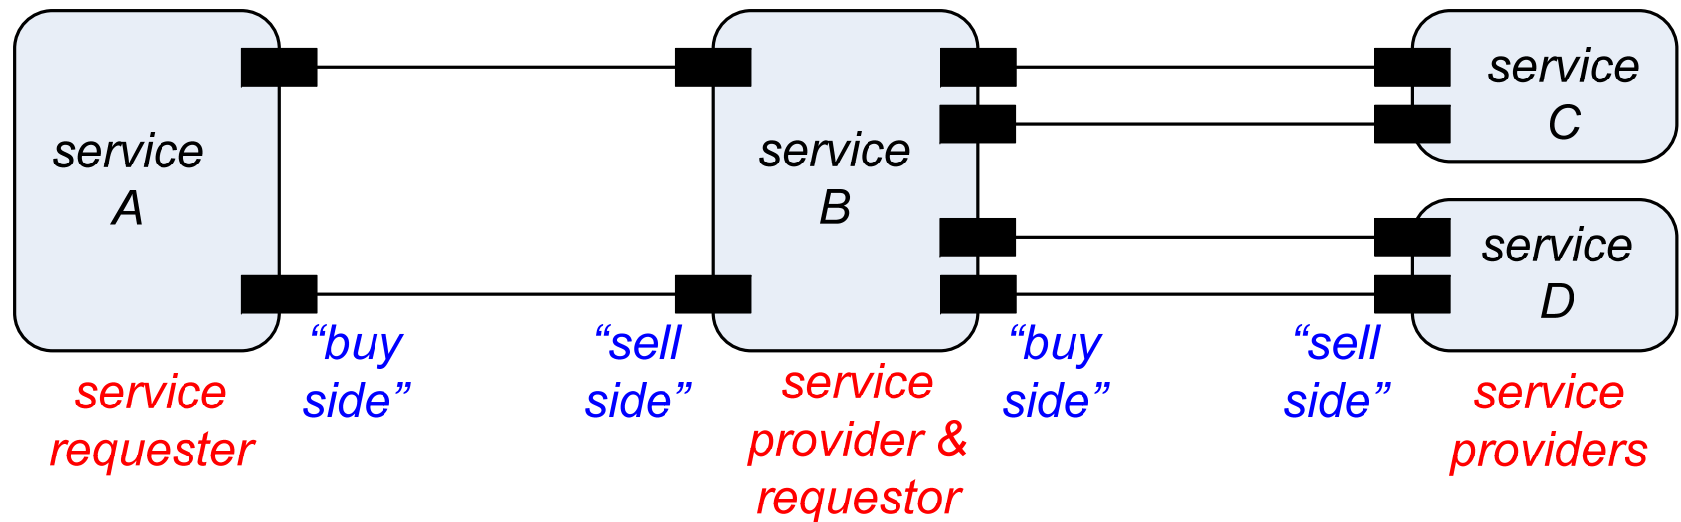 service
A
service
B
service
C
service
D
“buy
side”
“sell
side”
“buy
side”
“sell
side”
service
requester
service
provider &
requestor
service
providers